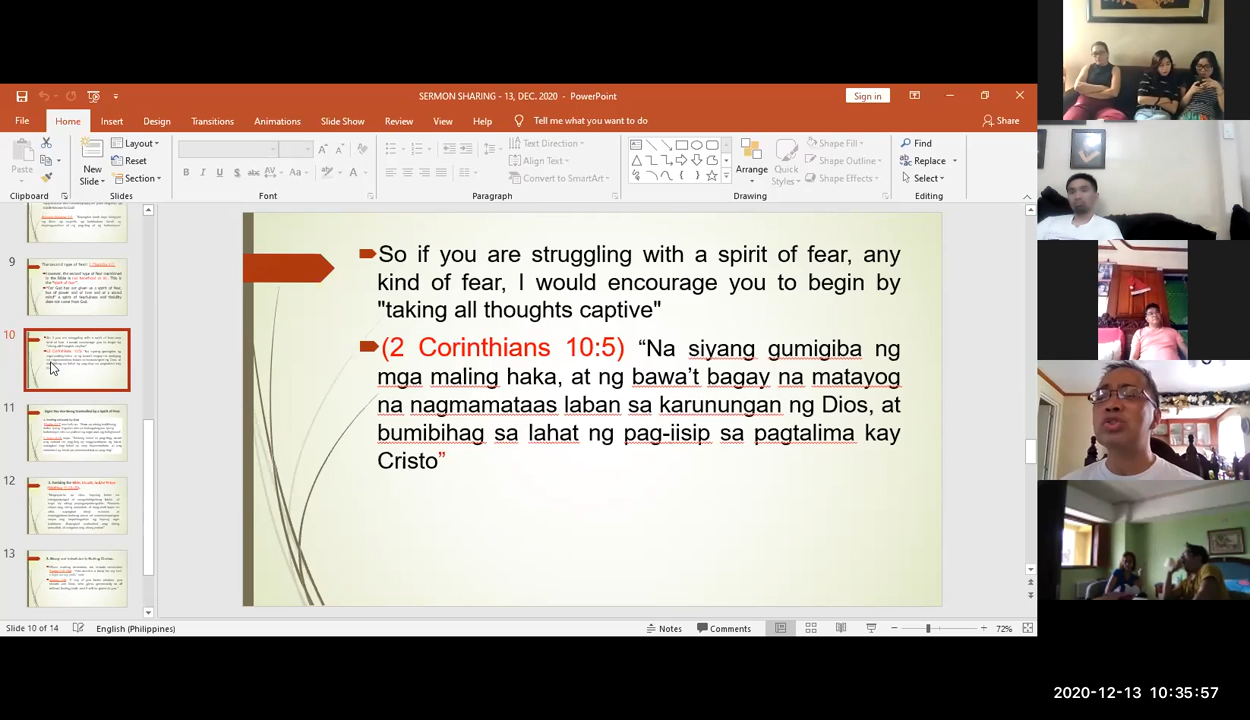 SERMON SHARING - 13, DEC. 2020 - PowerPoint
Sign in
File Home Insert Design Transitions Animations Slide Show Review View Help Tell me what you want to do
Share
Paste
New
Slide
Layout
Reset
Section
B I U S abc AV Aa A
Text Direction
Align Text
Convert to SmartArt
Arrange
Quick
Styles
Shape Fill
Shape Outline
Shape Effects
Find
Replace
Select
Clipboard Slides Font Paragraph Drawing Editing
9
10
11
12
13
So if you are struggling with a spirit of fear, any
kind of fear, I would encourage you to begin by
"taking all thoughts captive"
(2 Corinthians 10:5) “Na siyang gumigiba ng
mga maling haka, at ng bawa’t bagay na matayog
na nagmamataas laban sa karunungan ng Dios, at
bumibihag sa lahat ng pag-iisip sa pagtalima kay
Cristo”
Slide 10 of 14 English (Philippines)
Notes Comments 72%
2020-12-13 10:35:57